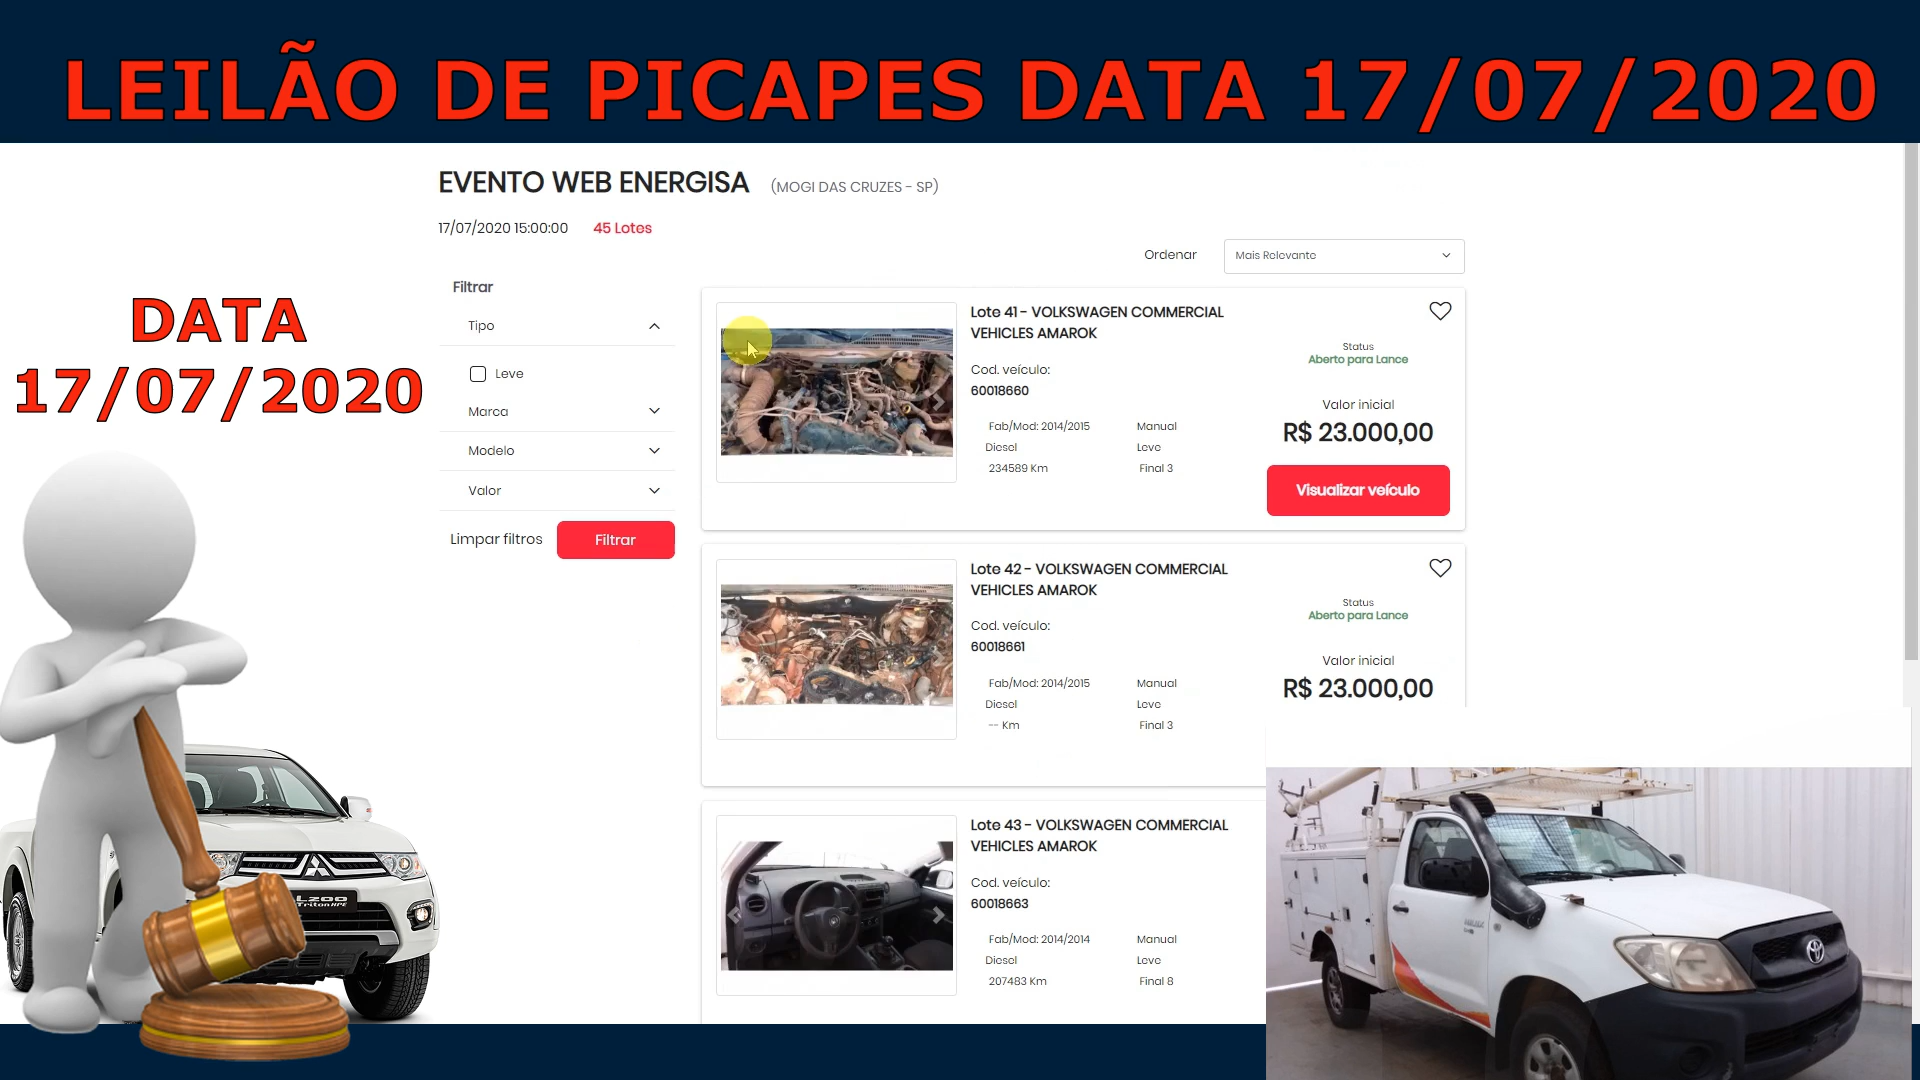 LEILÃO DE PICAPES DATA 17/07/2020
EVENTO WEB ENERGISA (MOGI DAS CRUZES - SP)
17/07/2020 15:00:00 45 Lotes
Ordenar Mais Relevante
Filtrar
Tipo
Leve
Marca
Modelo
Valor
Limpar filtros Filtrar
DATA
17/07/2020
Lote 41 - VOLKSWAGEN COMMERCIAL
VEHICLES AMAROK
Cod. veículo:
60018660
Fab/Mod: 2014/2015 Manual
Diesel Leve
234589 Km Final 3
Status
Aberto para Lance
Valor inicial
R$ 23.000,00
Visualizar veículo
Lote 42 - VOLKSWAGEN COMMERCIAL
VEHICLES AMAROK
Cod. veículo:
60018661
Fab/Mod: 2014/2015 Manual
Diesel Leve
-- Km Final 3
Status
Aberto para Lance
Valor inicial
R$ 23.000,00
Lote 43 - VOLKSWAGEN COMMERCIAL
VEHICLES AMAROK
Cod. veículo:
60018663
Fab/Mod: 2014/2014 Manual
Diesel Leve
207483 Km Final 8
L200
Triton HPE